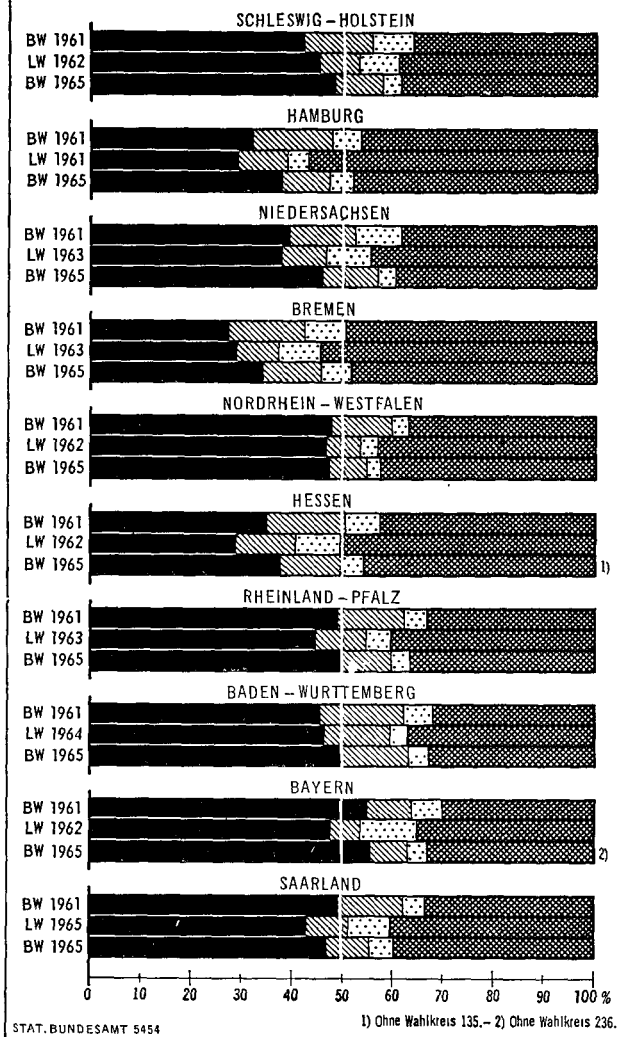 SCHLESWIG-HOLSTEIN
BW 1961
LW 1962
BW 1965
HAMBURG
BW 1961
LW 1961
BW 1965
NIEDERSACHSEN
BW 1961
LW 1963
BW 1965
BREMEN
BW 1961
LW 1963
BW 1965
NORDRHEIN-WESTFALEN
BW 1961
LW 1962
BW 1965
HESSEN
BW 1961
LW 1962
BW 1965 1)
RHEINLAND-PFALZ
BW 1961
LW 1963
BW 1965
BADEN-WURTTEMBERG
BW 1961
LW 1964
BW 1965
BAYERN
BW 1961
LW 1962
BW 1965 2)
SAARLAND
BW 1961
LW 1965
BW 1965
0 10 20 30 40 50 60 70 80 90 100 %
STAT. BUNDESAMT 5454 1) Ohne Wahlkreis 135.– 2) Ohne Wahlkreis 236.